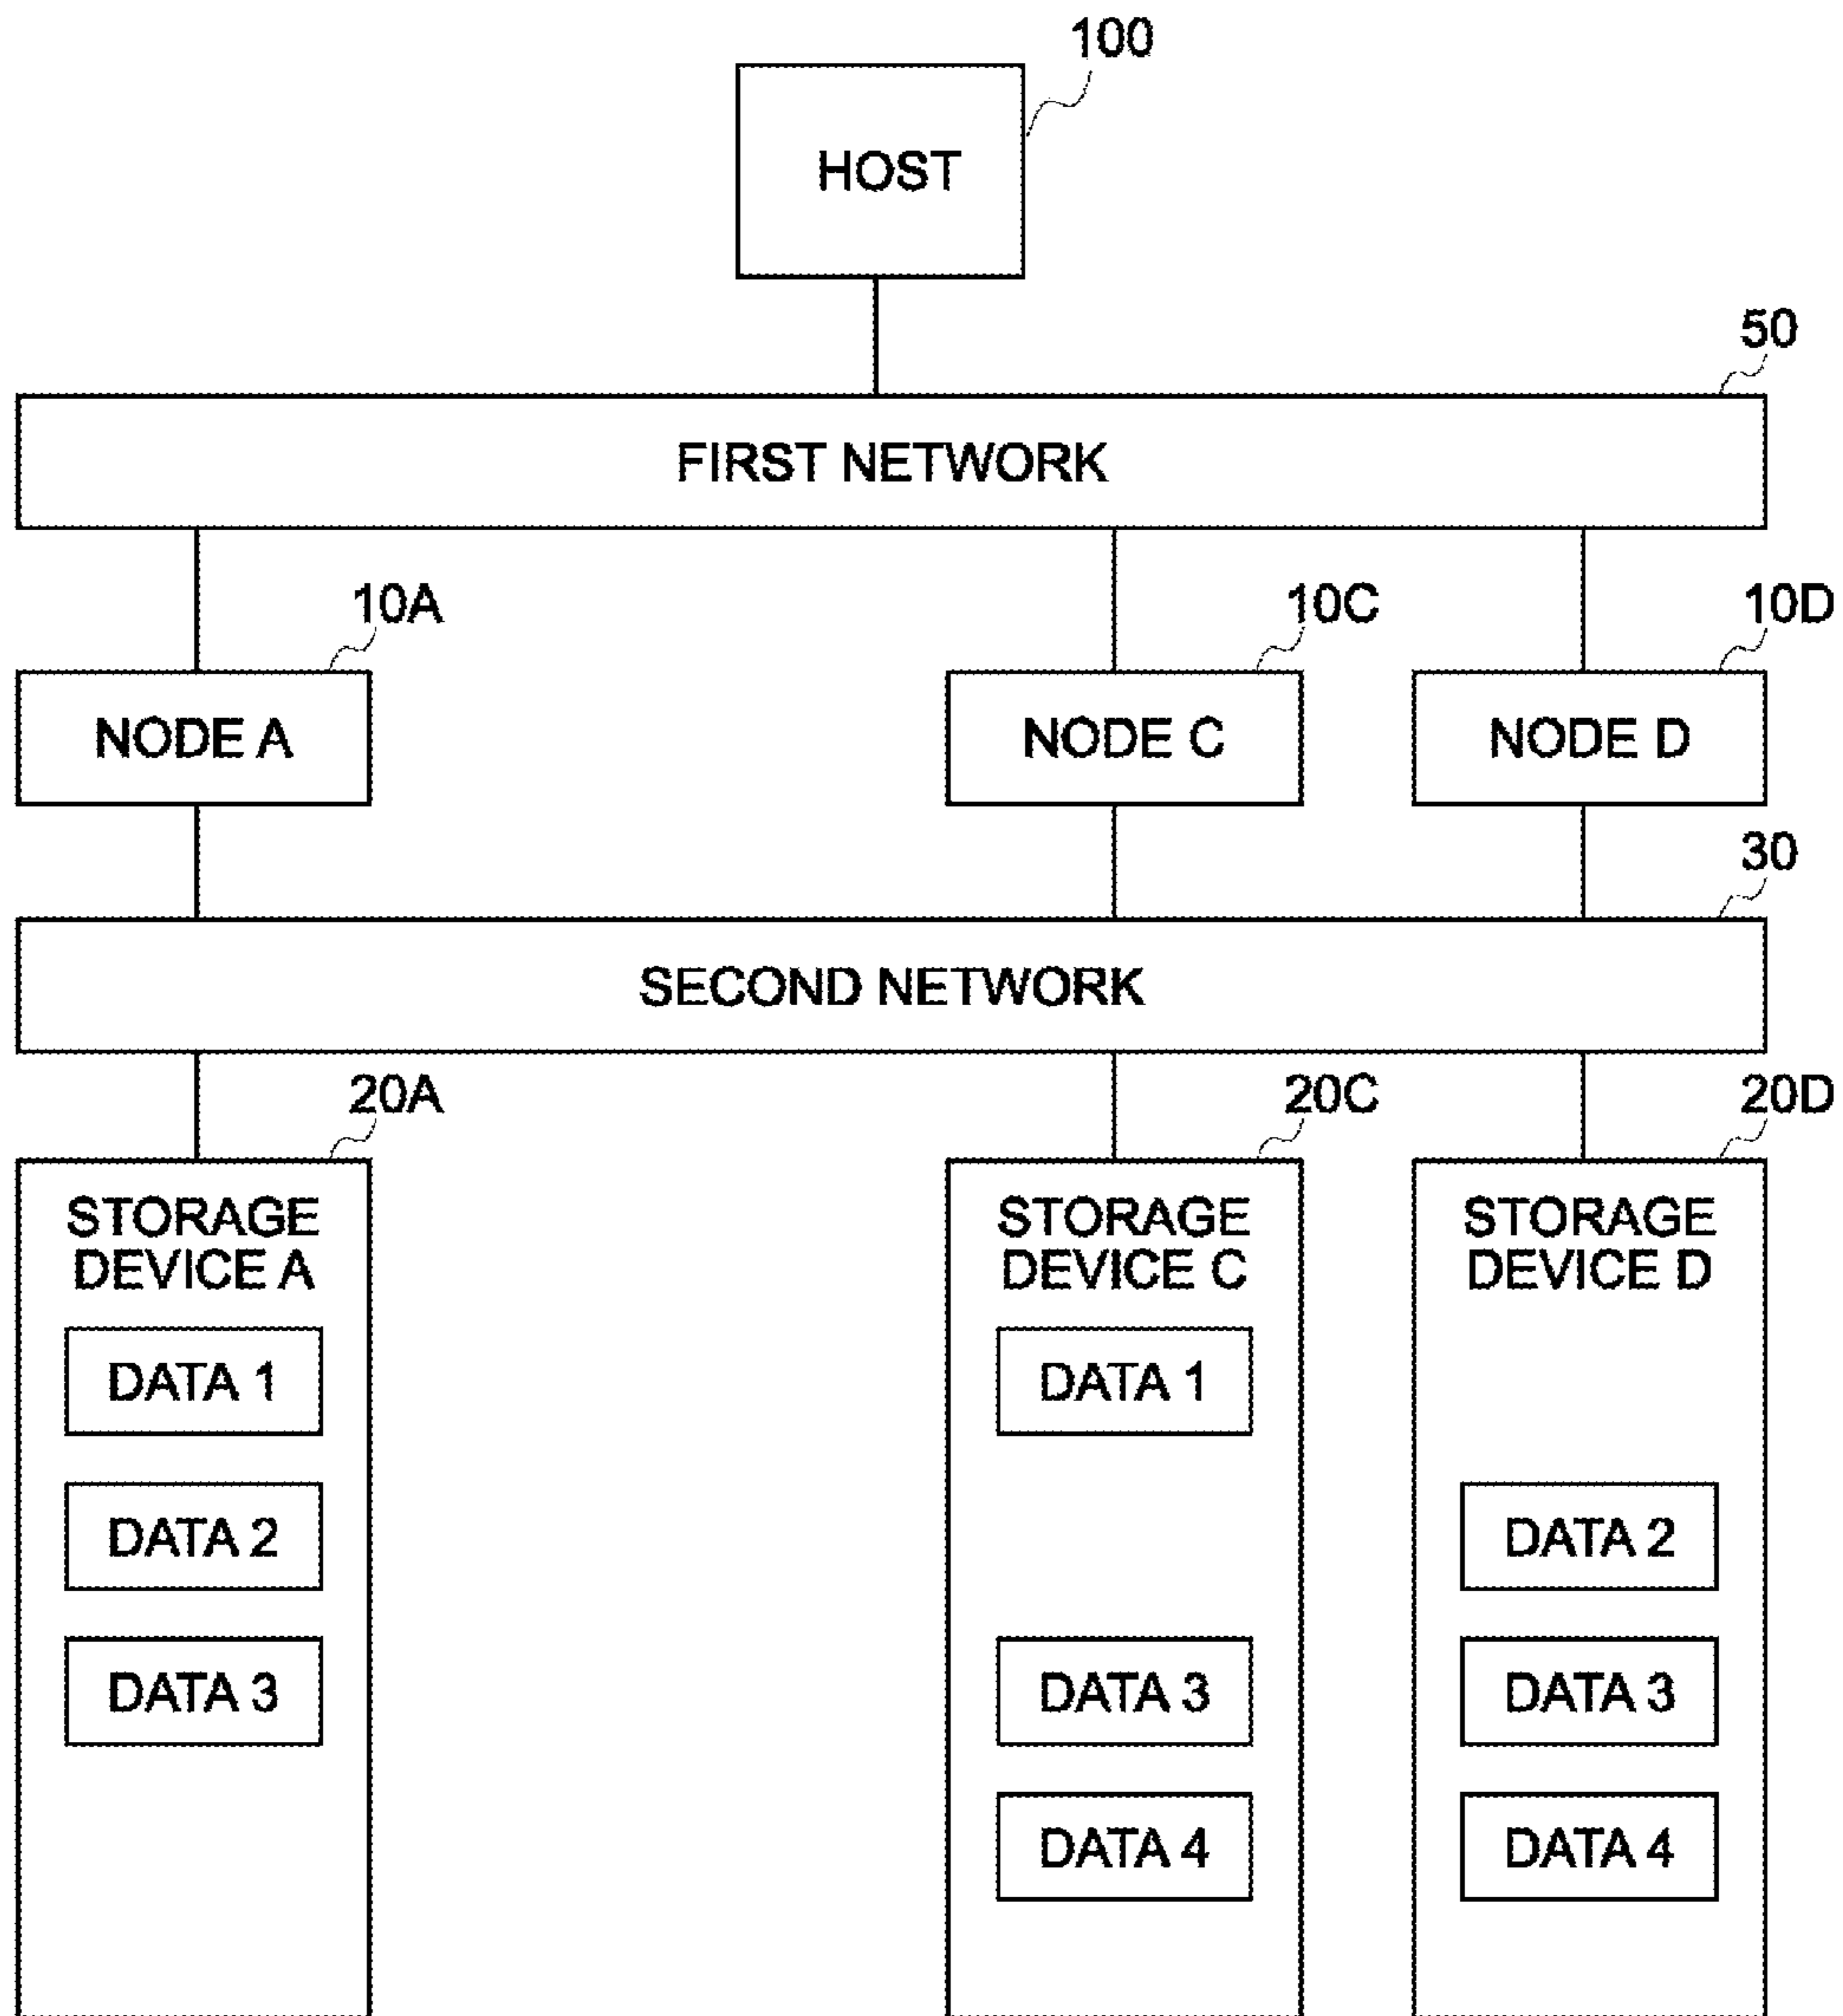 100
HOST
50
FIRST NETWORK
10A
10C
10D
NODE A
NODE C
NODE D
30
SECOND NETWORK
20A
20C
20D
STORAGE
DEVICE A
STORAGE
DEVICE C
STORAGE
DEVICE D
DATA 1
DATA 1
DATA 2
DATA 2
DATA 3
DATA 3
DATA 3
DATA 4
DATA 4